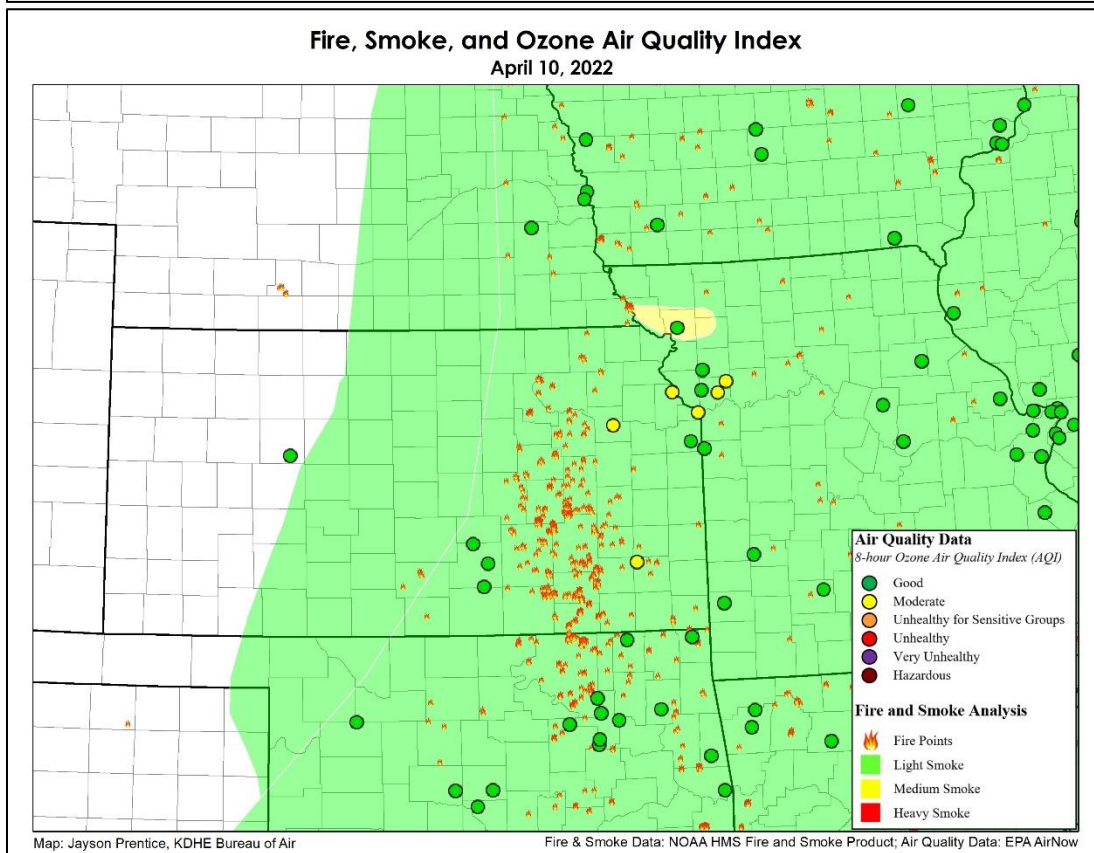 Fire, Smoke, and Ozone Air Quality Index
April 10, 2022
Air Quality Data
8-hour Ozone Air Quality Index (AQI)
Good
Moderate
Unhealthy for Sensitive Groups
Unhealthy
Very Unhealthy
Hazardous
Fire and Smoke Analysis
Fire Points
Light Smoke
Medium Smoke
Heavy Smoke
Map: Jayson Prentice, KDHE Bureau of Air
Fire & Smoke Data: NOAA HMS Fire and Smoke Product; Air Quality Data: EPA AirNow